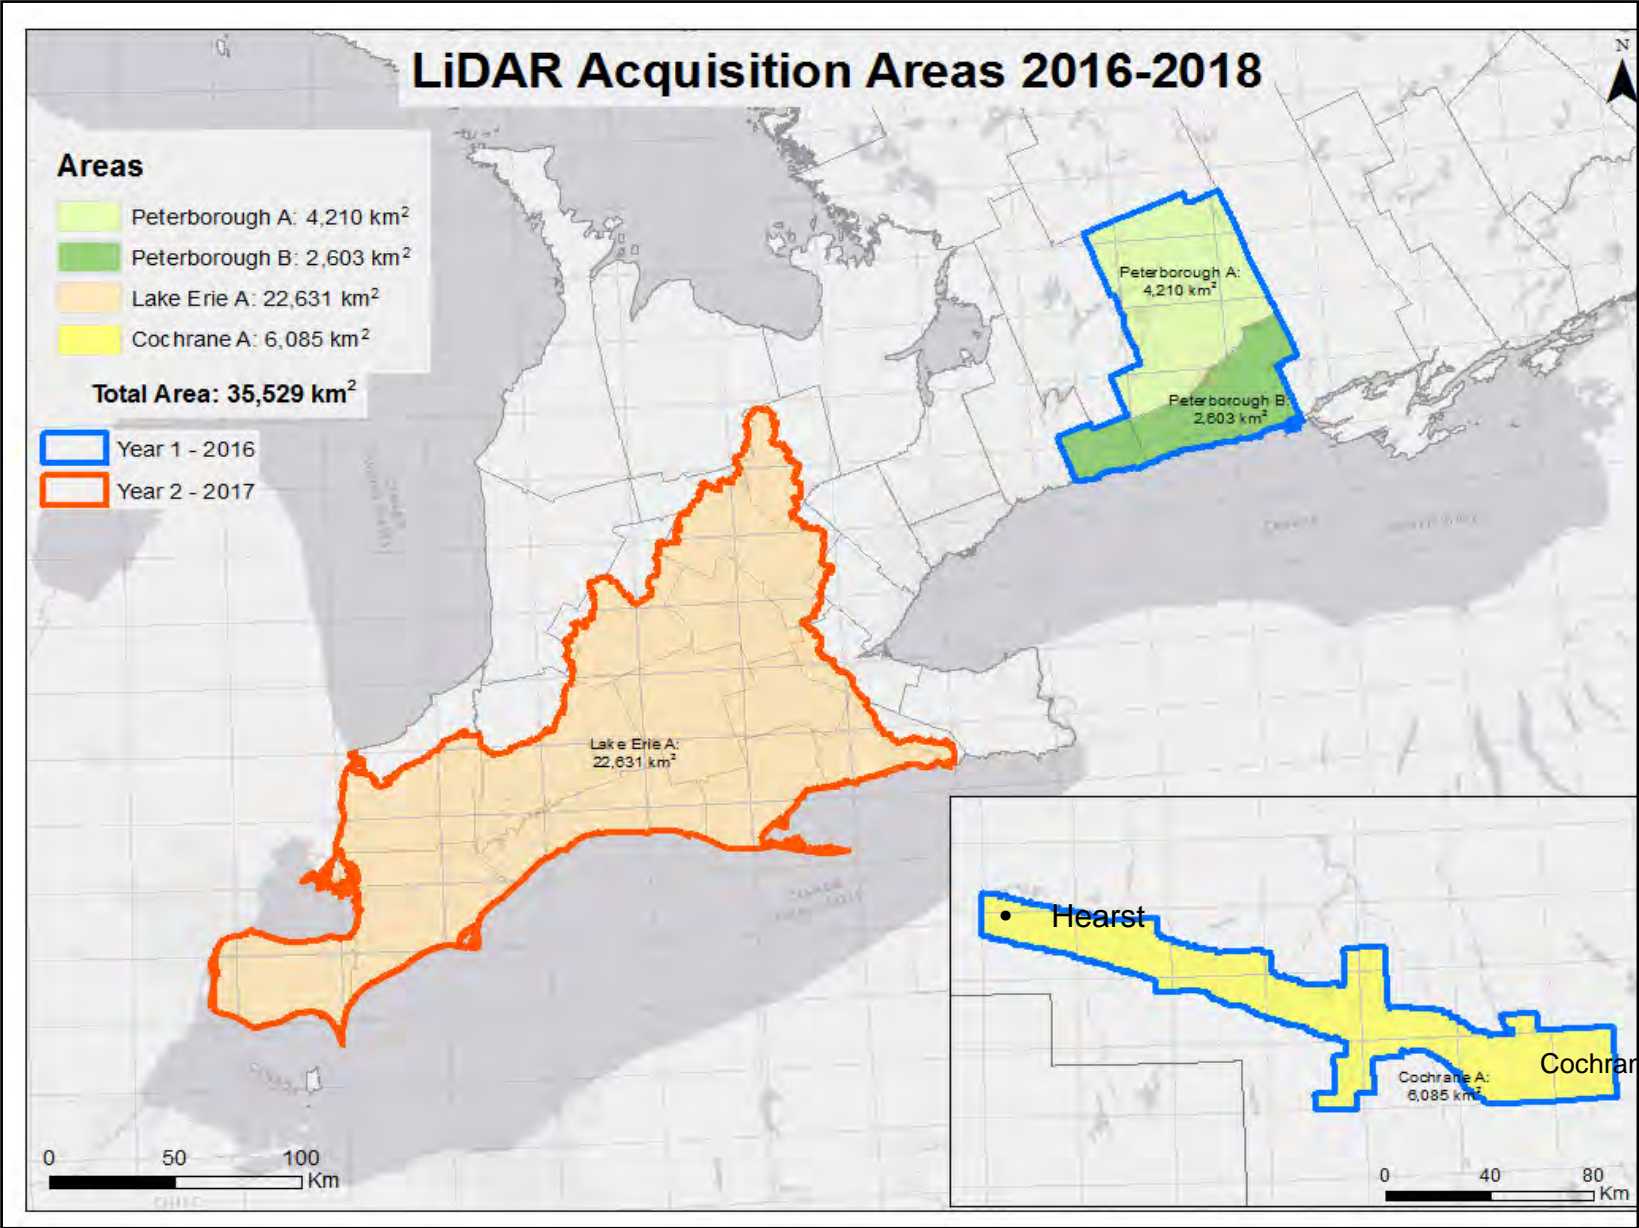 LiDAR Acquisition Areas 2016-2018
N
Areas
Peterborough A: 4,210 km²
Peterborough B: 2,603 km²
Lake Erie A: 22,631 km²
Cochrane A: 6,085 km²
Total Area: 35,529 km²
Year 1 - 2016
Year 2 - 2017
Peterborough A:
4,210 km²
Peterborough B:
2,603 km²
Lake Erie A:
22,631 km²
Hearst
Cochran
Cochrane A:
6,085 km²
0 50 100
Km
0 40 80
Km